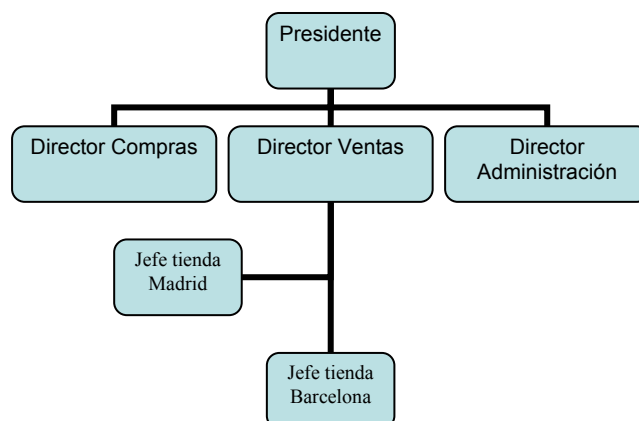 Presidente
Director Compras
Director Ventas
Director
Administración
Jefe tienda
Madrid
Jefe tienda
Barcelona